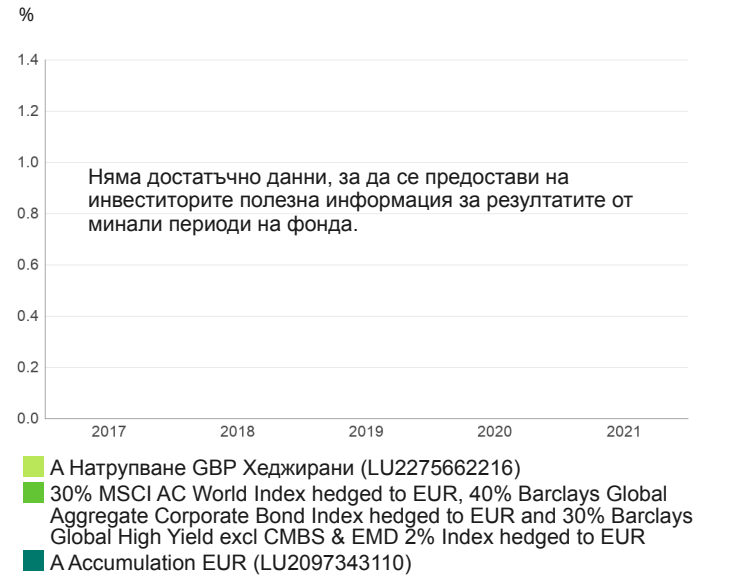 %
1.4
1.2
1.0
Няма достатъчно данни, за да се предостави на
инвеститорите полезна информация за резултатите от
0.8
минали периоди на фонда.
0.6
0.4
0.2
0.0
2017 2018 2019 2020 2021
А Натрупване GBP Хеджирани (LU2275662216)
30% MSCI AC World Index hedged to EUR, 40% Barclays Global
Aggregate Corporate Bond Index hedged to EUR and 30% Barclays
Global High Yield excl CMBS & EMD 2% Index hedged to EUR
A Accumulation EUR (LU2097343110)